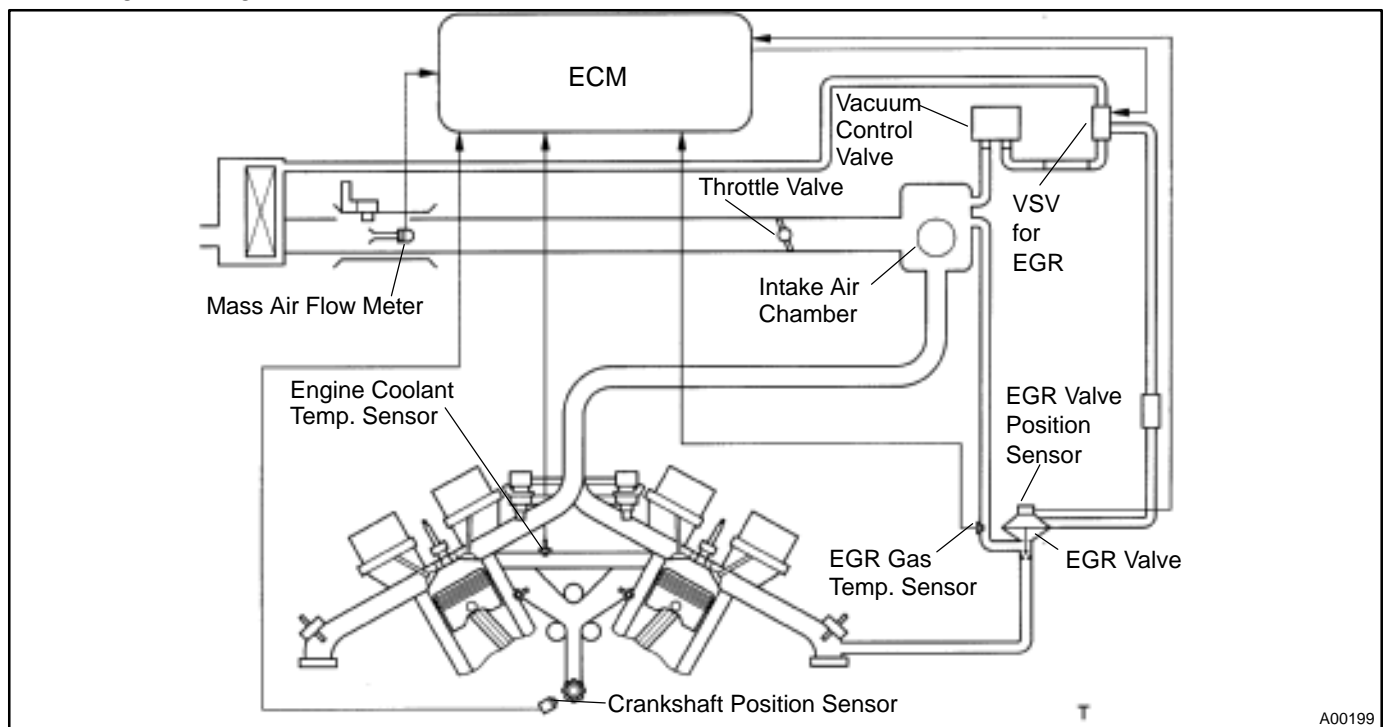 ECM
Vacuum
Control
Valve
Throttle Valve
VSV
for
EGR
Mass Air Flow Meter
Intake Air
Chamber
Engine Coolant
Temp. Sensor
EGR Valve
Position
Sensor
EGR Gas
Temp. Sensor
EGR Valve
Crankshaft Position Sensor
T
A00199